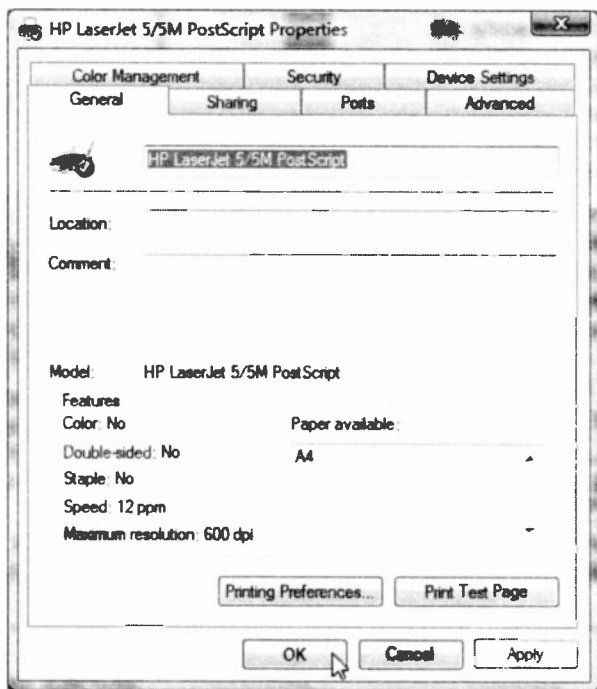 HP LaserJet 5/5M PostScript Properties
Color Management Security Device Settings
General Sharing Ports Advanced
HP LaserJet 5/5M PostScript
Location:
Comment:
Model: HP LaserJet 5/5M PostScript
Features
Color: No Paper available:
Double-sided: No A4
Staple: No
Speed: 12 ppm
Maximum resolution: 600 dpi
Printing Preferences... Print Test Page
OK Cancel Apply